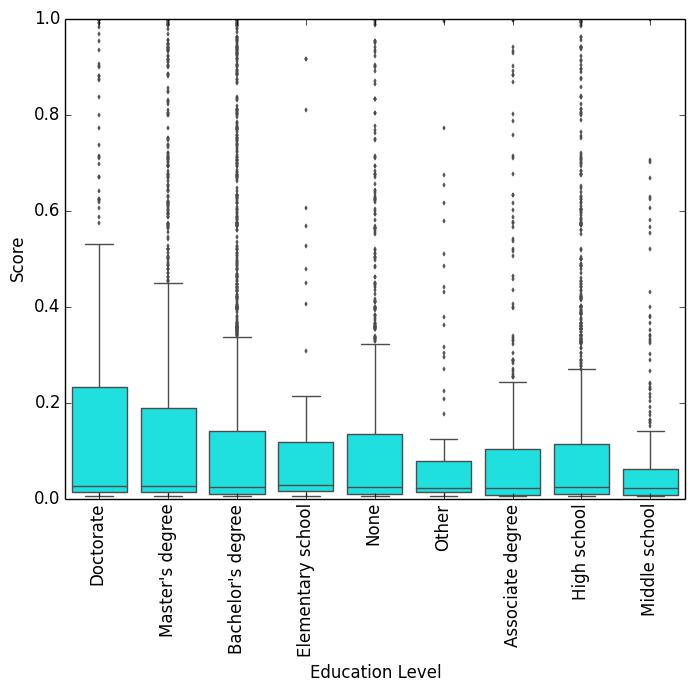 1.0
0.8
0.6
0.4
0.2
0.0
Score
Doctorate
Master's degree
Bachelor's degree
Elementary school
None
Other
Associate degree
High school
Middle school
Education Level